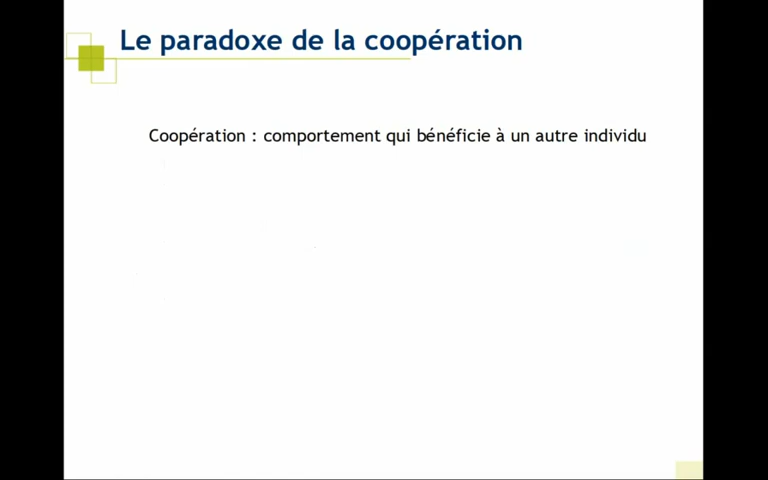 Le paradoxe de la coopération
Coopération : comportement qui bénéficie à un autre individu